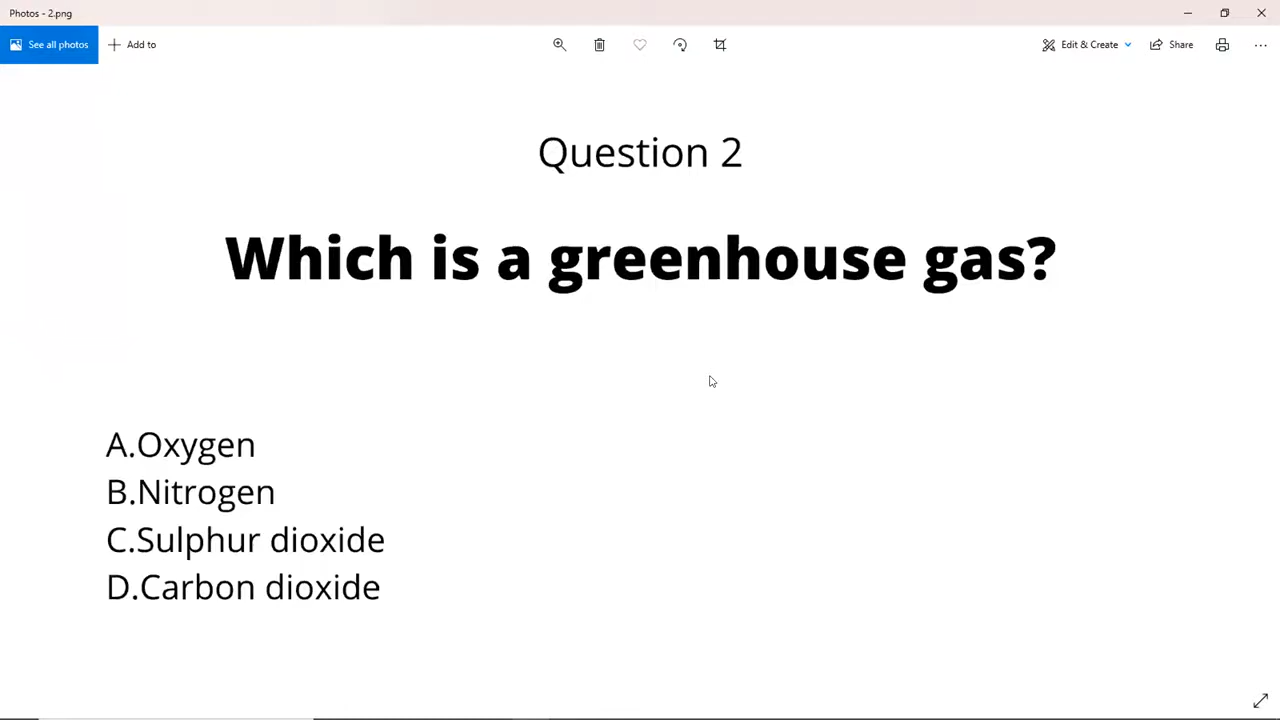 Photos - 2.png
See all photos
Add to
Edit & Create
Share
Question 2
Which is a greenhouse gas?
A.Oxygen
B.Nitrogen
C.Sulphur dioxide
D.Carbon dioxide